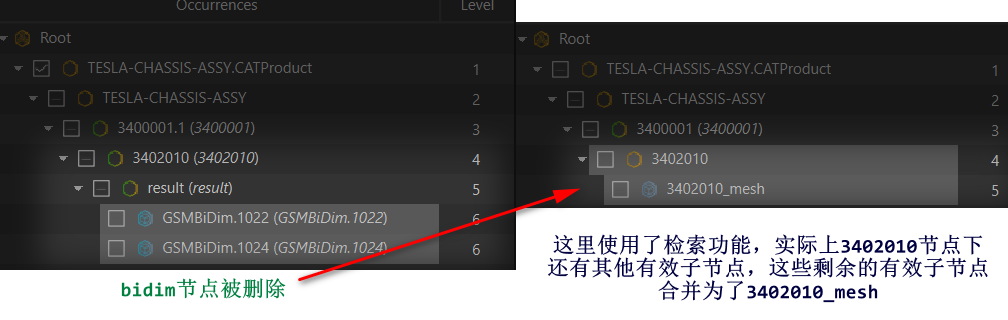 Occurrences
Level
Root
TESLA-CHASSIS-ASSY.CATProduct
1
TESLA-CHASSIS-ASSY
2
3400001.1 (3400001)
3
3402010 (3402010)
4
result (result)
5
GSMBiDim.1022 (GSMBiDim.1022)
6
GSMBiDim.1024 (GSMBiDim.1024)
6
bidim节点被删除
Root
TESLA-CHASSIS-ASSY.CATProduct
1
TESLA-CHASSIS-ASSY
2
3400001 (3400001)
3
3402010
4
3402010_mesh
5
这里使用了检索功能，实际上3402010节点下
还有其他有效子节点，这些剩余的有效子节点
合并为了3402010_mesh